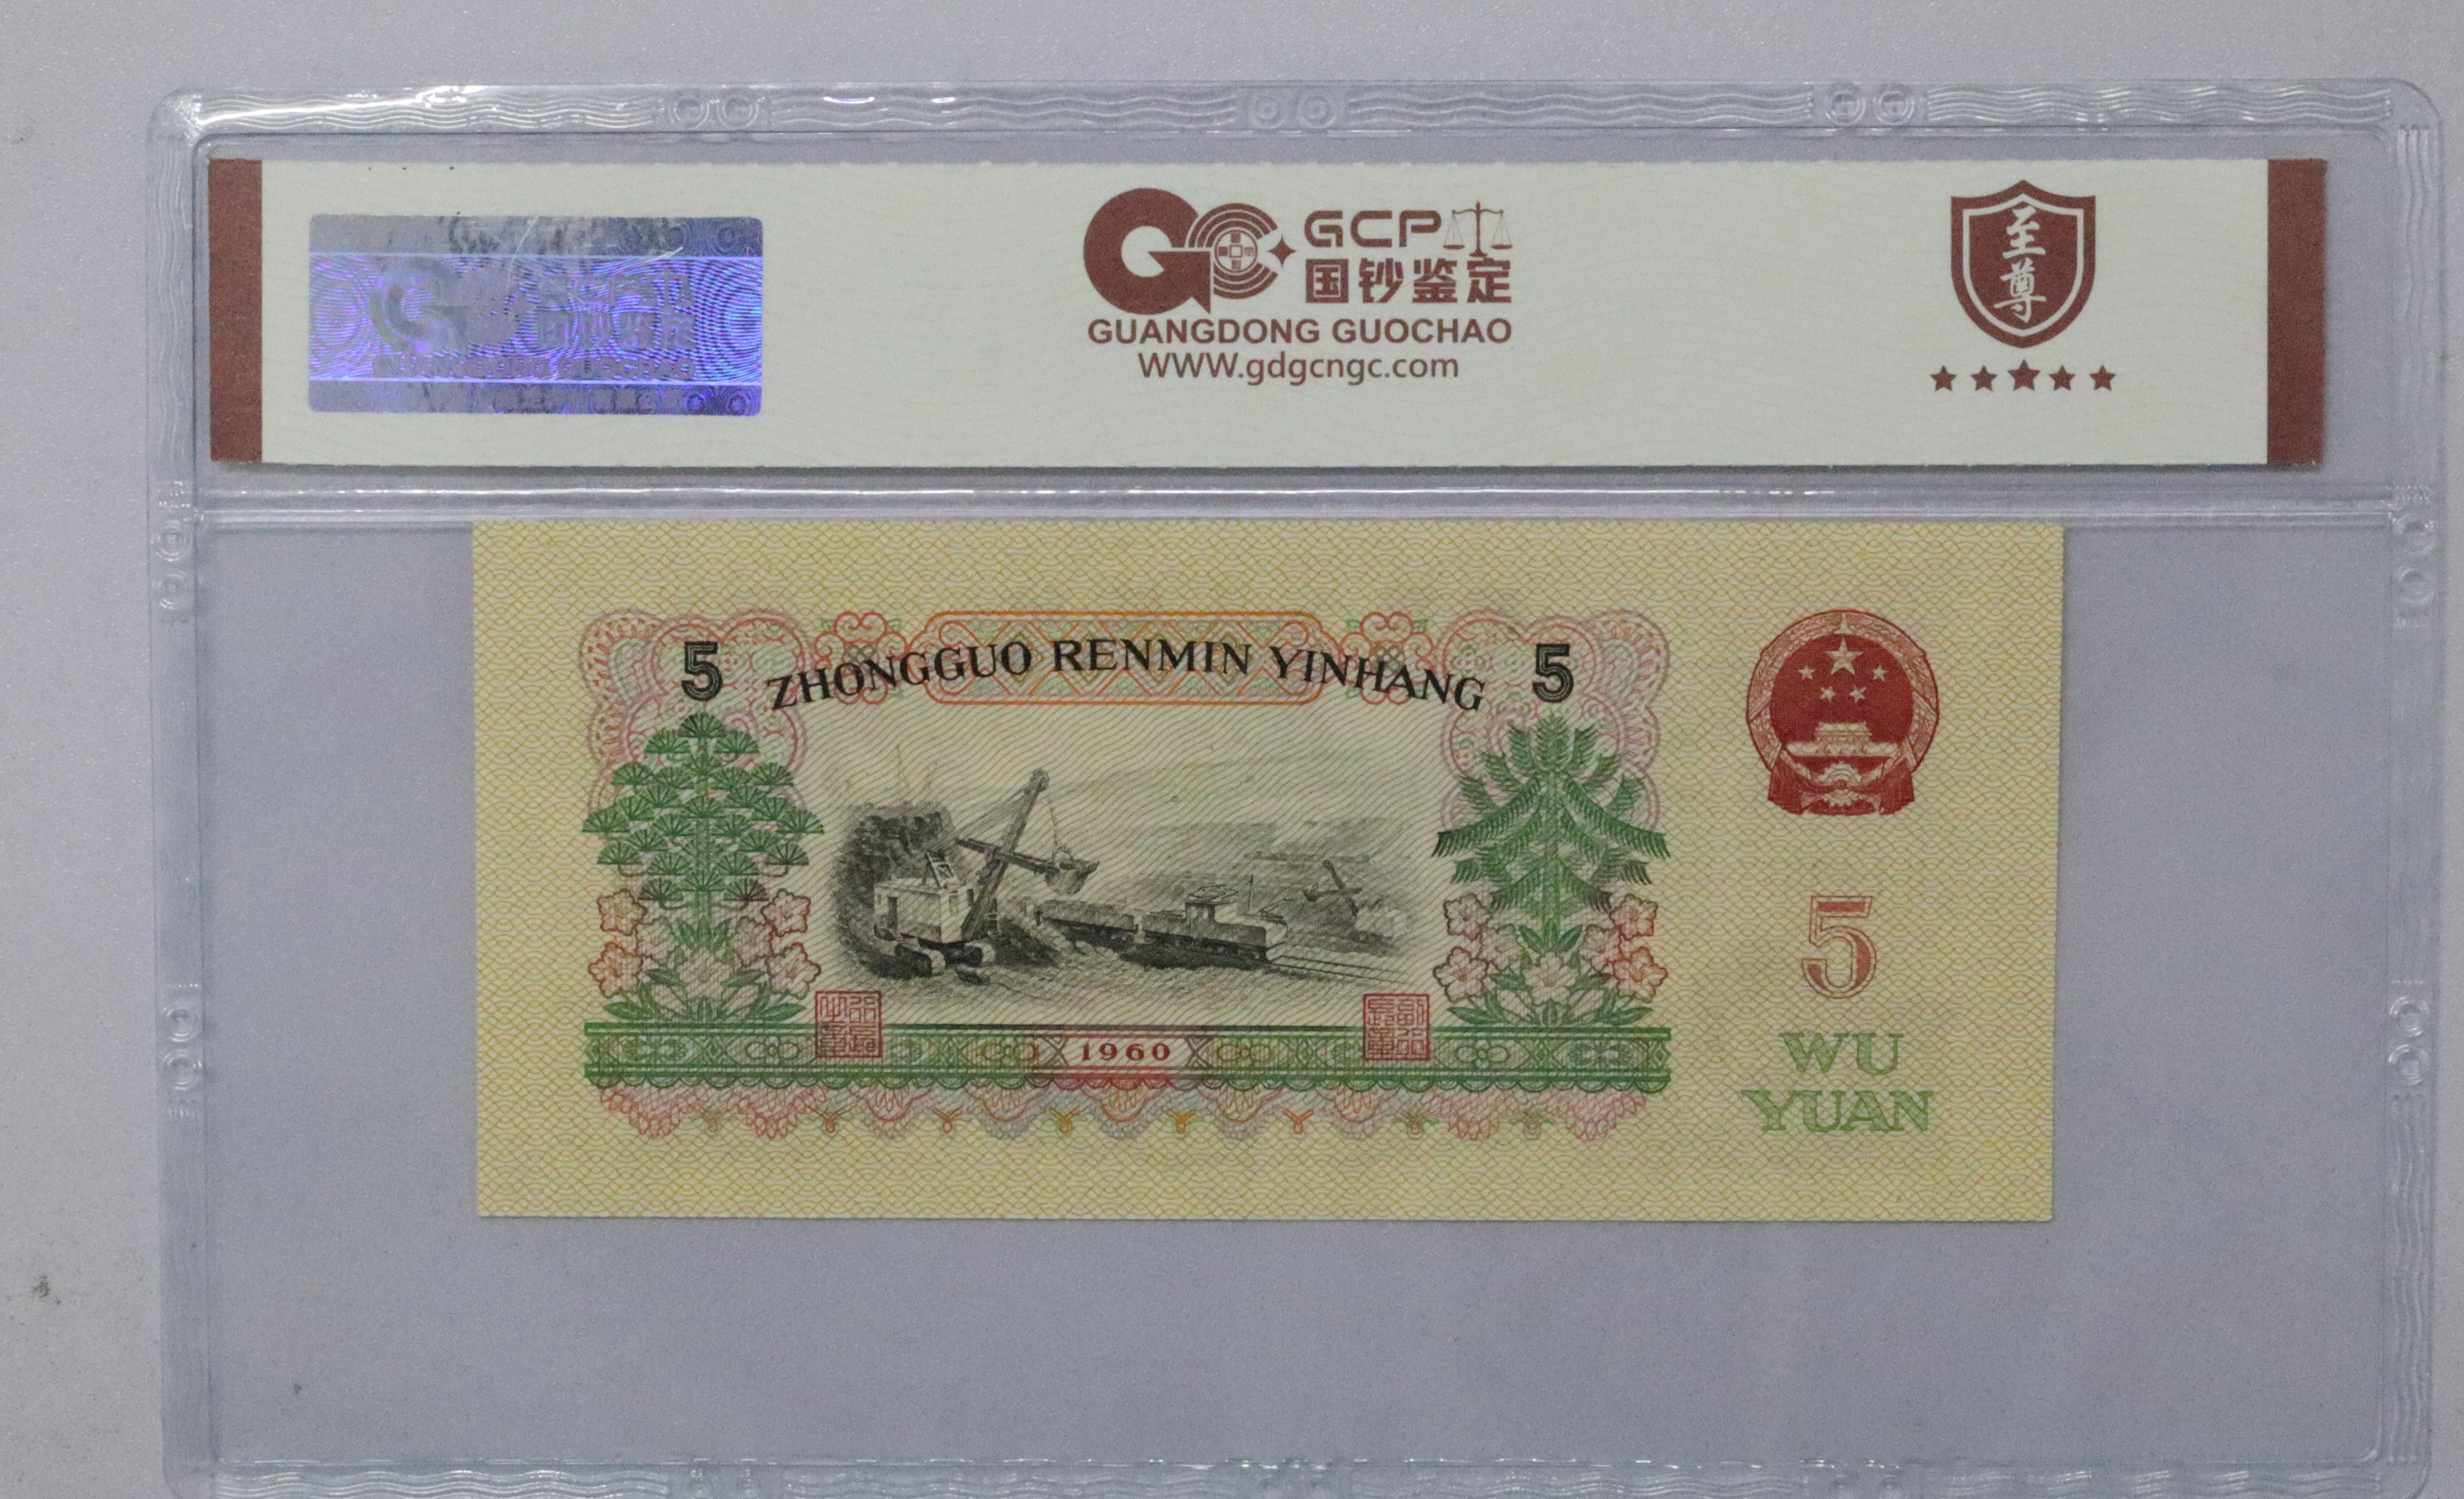 GCP
国钞鉴定
GUANGDONG GUOCHAO
WWW.gdgcngc.com
至尊
5 ZHONGGUO RENMIN YINHANG 5
1960
5
WU
YUAN